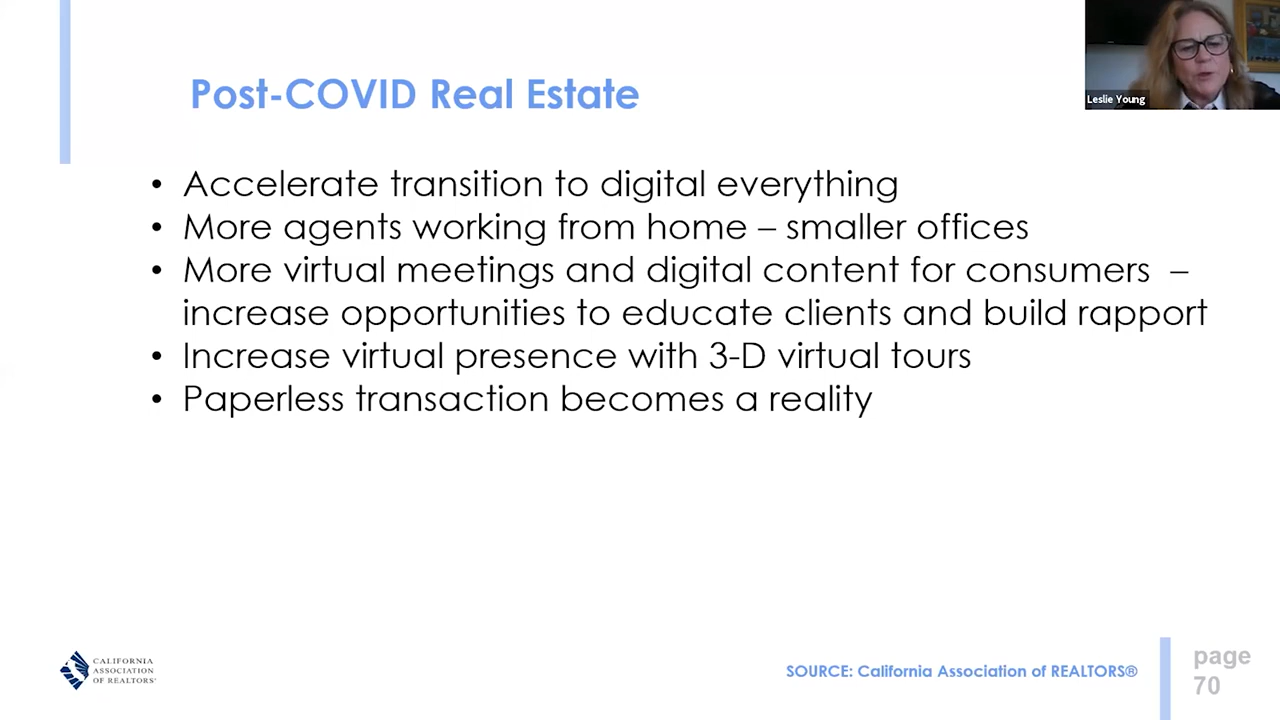 Leslie Young
Post-COVID Real Estate
• Accelerate transition to digital everything
• More agents working from home – smaller offices
• More virtual meetings and digital content for consumers –
increase opportunities to educate clients and build rapport
• Increase virtual presence with 3-D virtual tours
• Paperless transaction becomes a reality
CALIFORNIA
ASSOCIATION
OF REALTORS®
SOURCE: California Association of REALTORS®
page
70